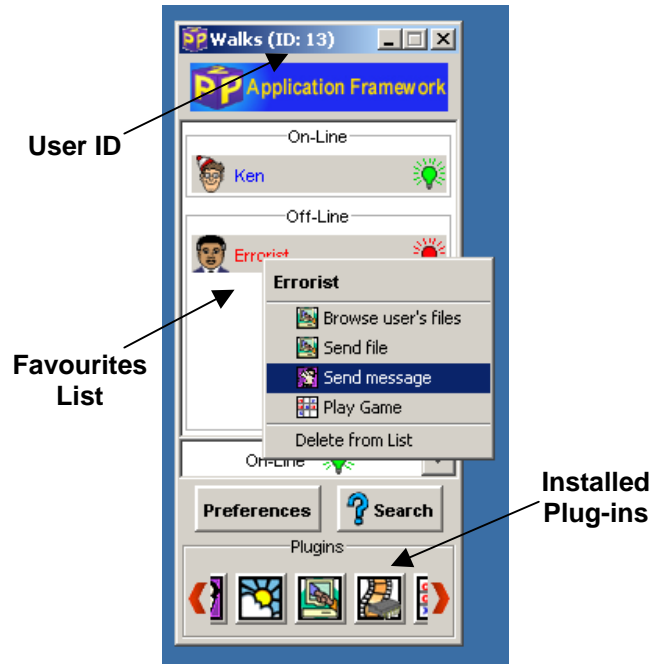 Walks (ID: 13)
PP Application Framework
User ID
On-Line
Ken
Off-Line
Errorist
Errorist
Browse user's files
Send file
Send message
Play Game
Delete from List
Favourites
List
On-Line
Preferences
? Search
Installed
Plug-ins
Plugins